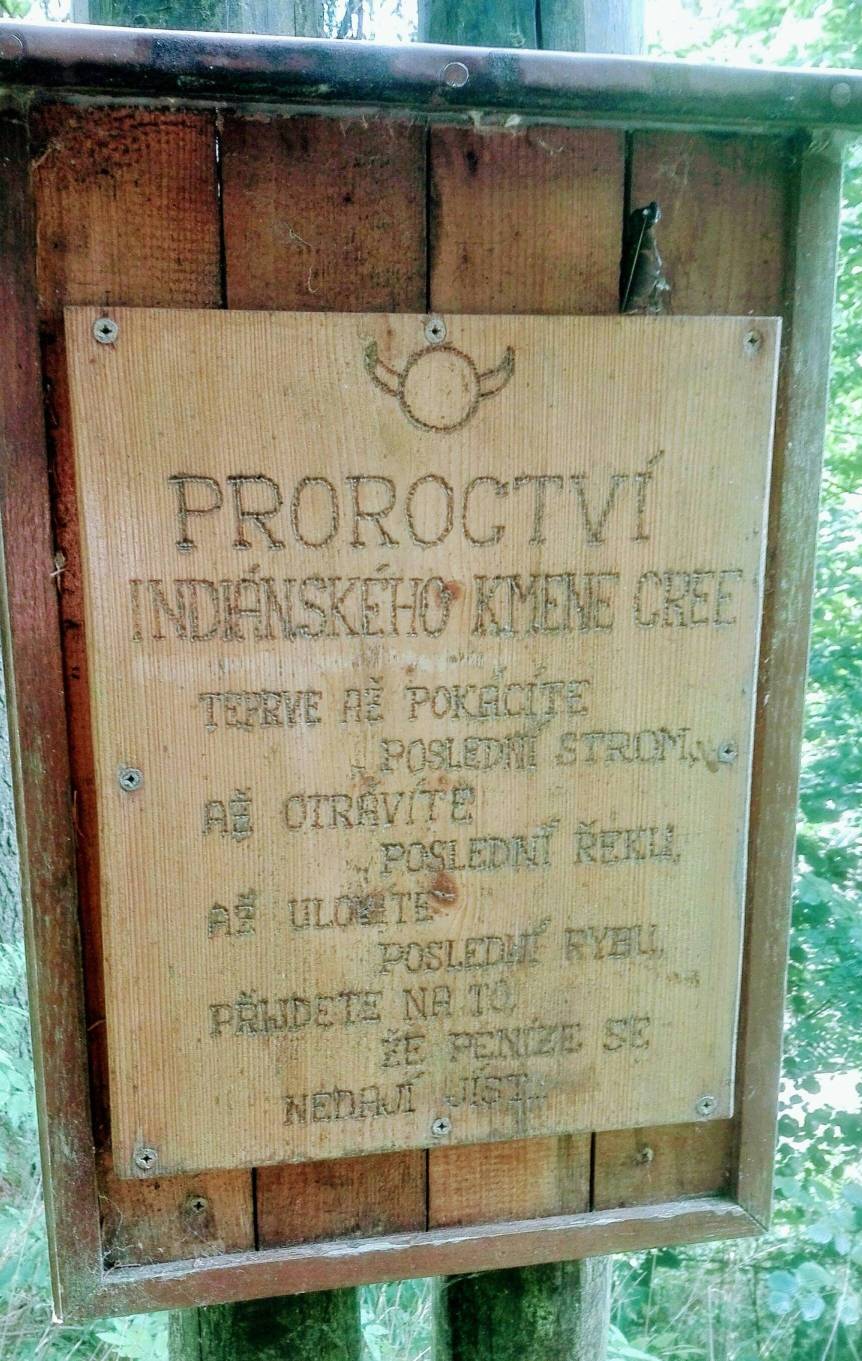 PROROCTVÍ
INDIÁNSKÉHO KMENE CREE
TEPRVE AŽ POKÁCÍTE
POSLEDNÍ STROM,
AŽ OTRÁVÍTE
POSLEDNÍ ŘEKU,
AŽ ULOVÍTE
POSLEDNÍ RYBU,
PŘIJDETE NA TO,
ŽE PENÍZE SE
NEDAJÍ JÍST...